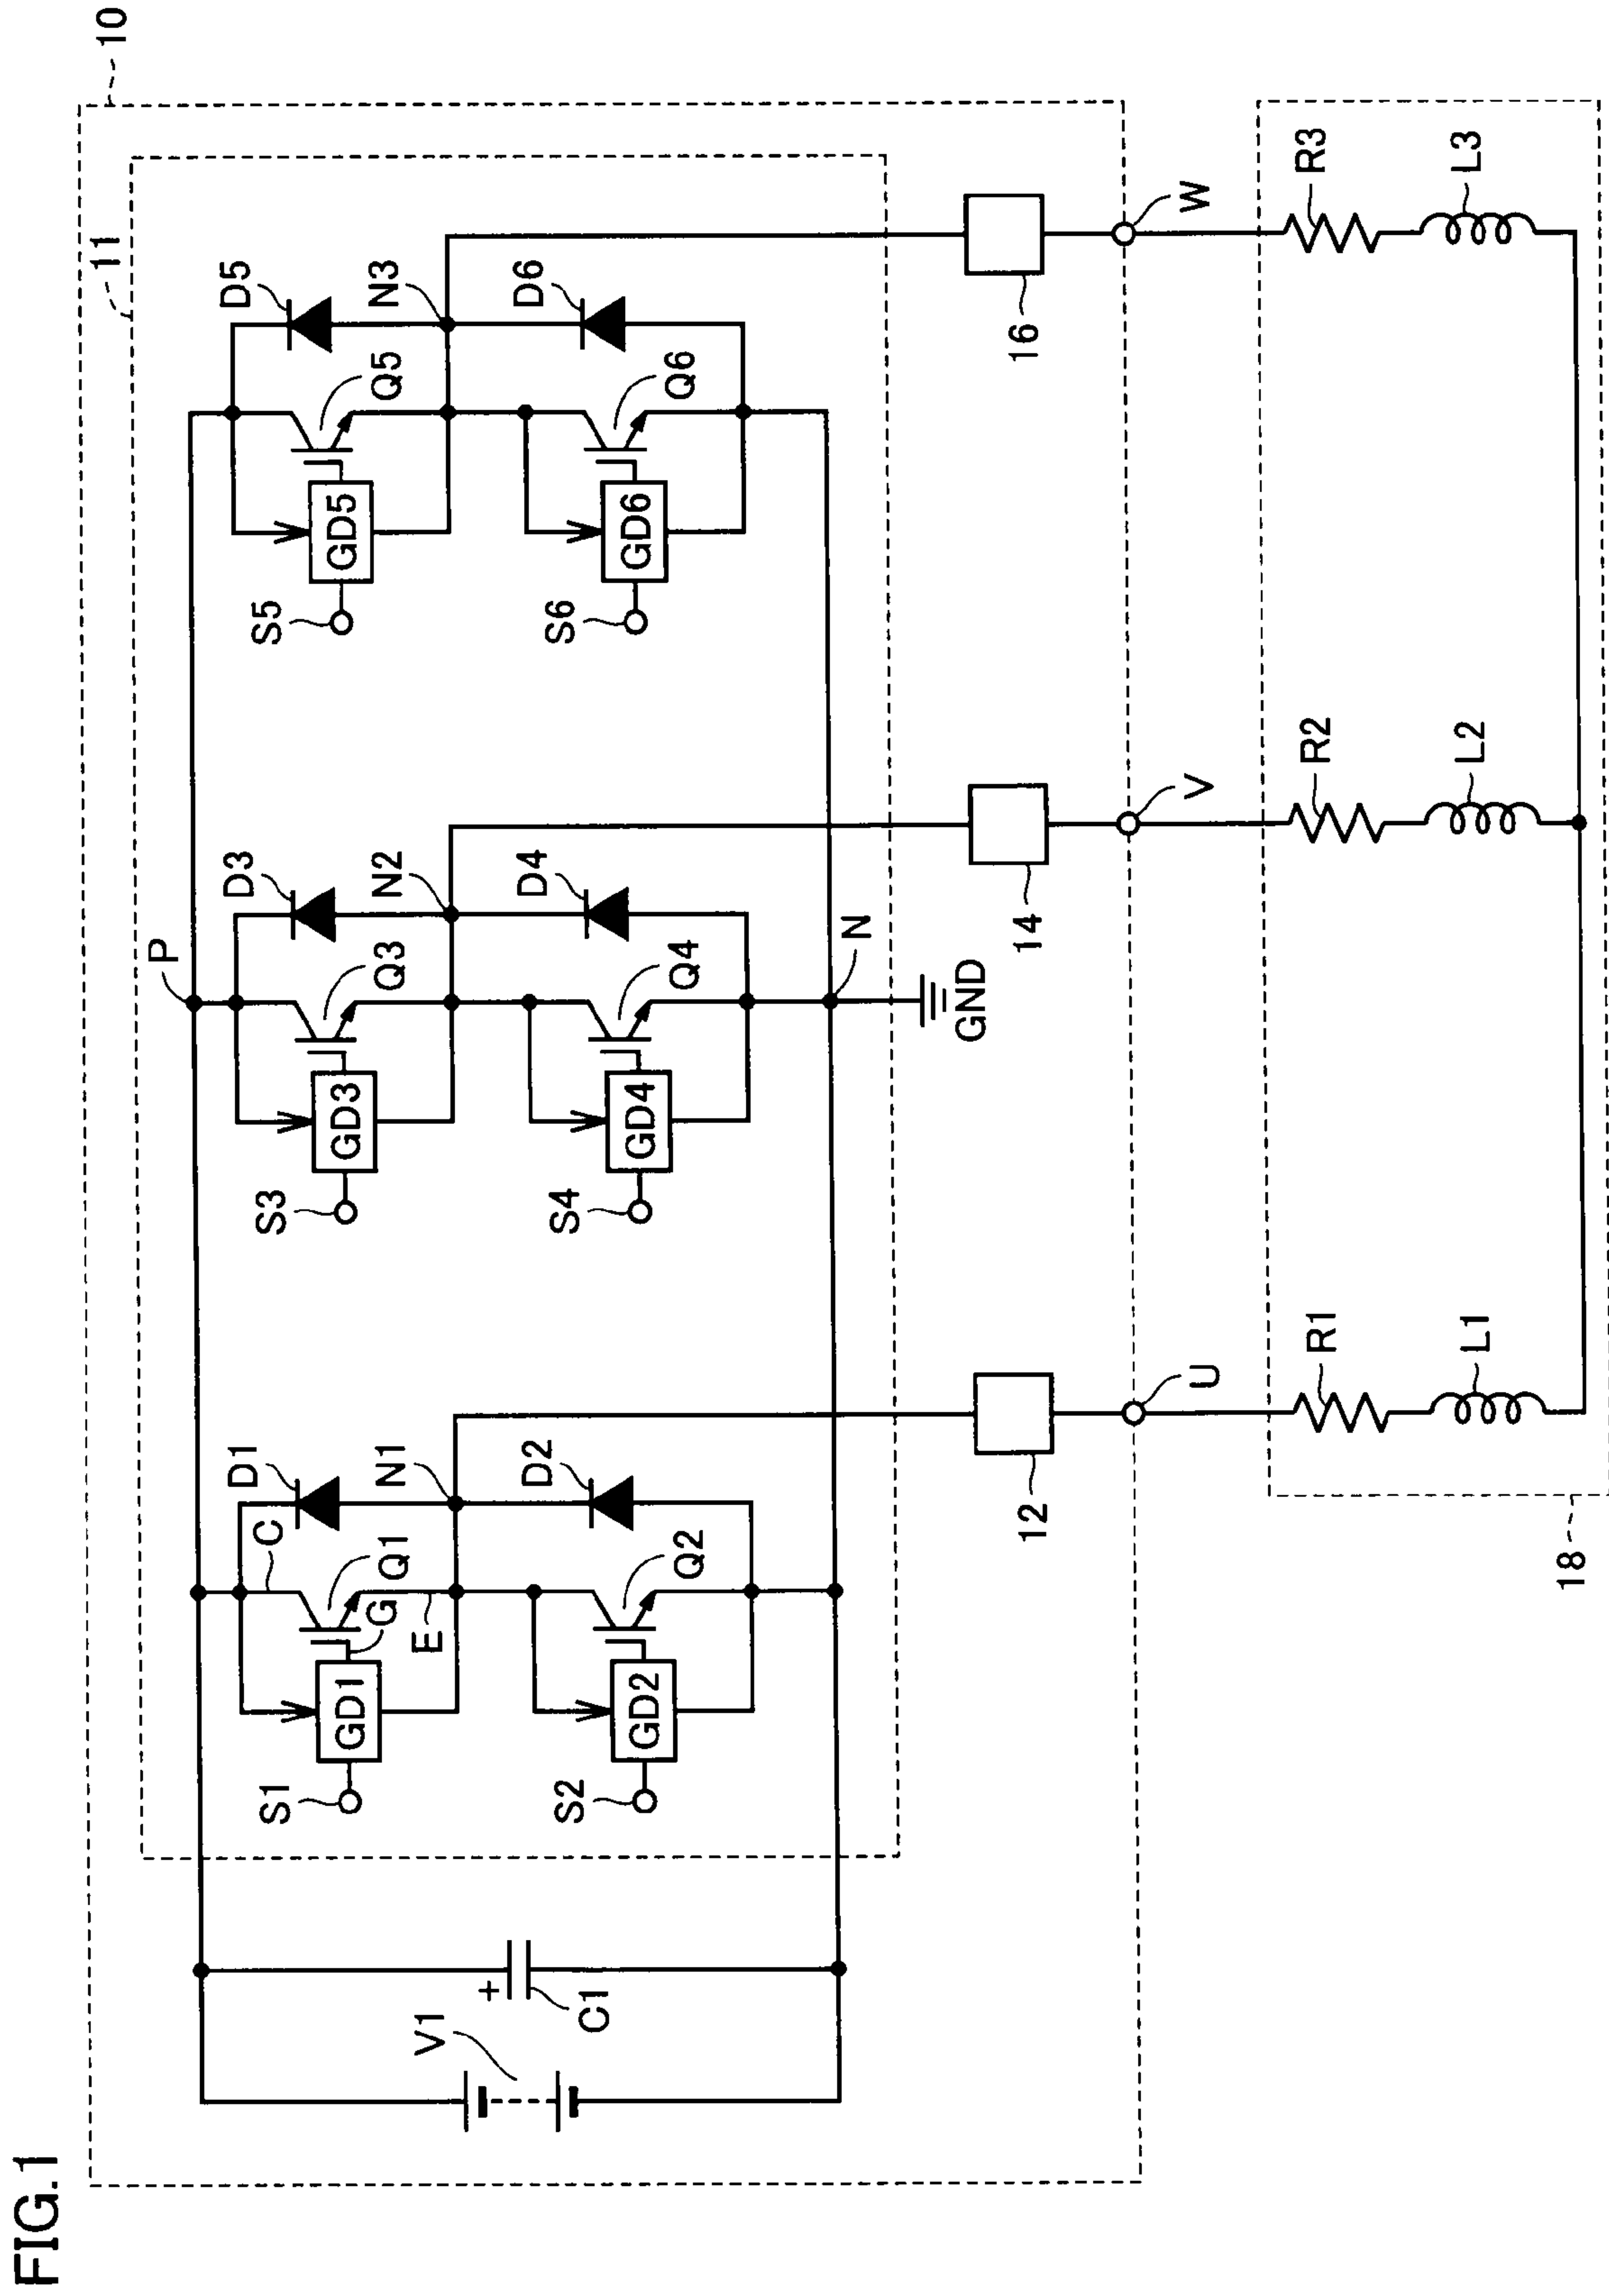 FIG.1
10
11
P
D1
D3
D5
C
Q1
Q3
Q5
S1
GD1
G
S3
GD3
S5
GD5
N1
N2
N3
E
V1
+
C1
D2
D4
D6
Q2
Q4
Q6
S2
GD2
S4
GD4
S6
GD6
N
GND
12
14
16
U
V
W
R1
R2
R3
L1
L2
L3
18